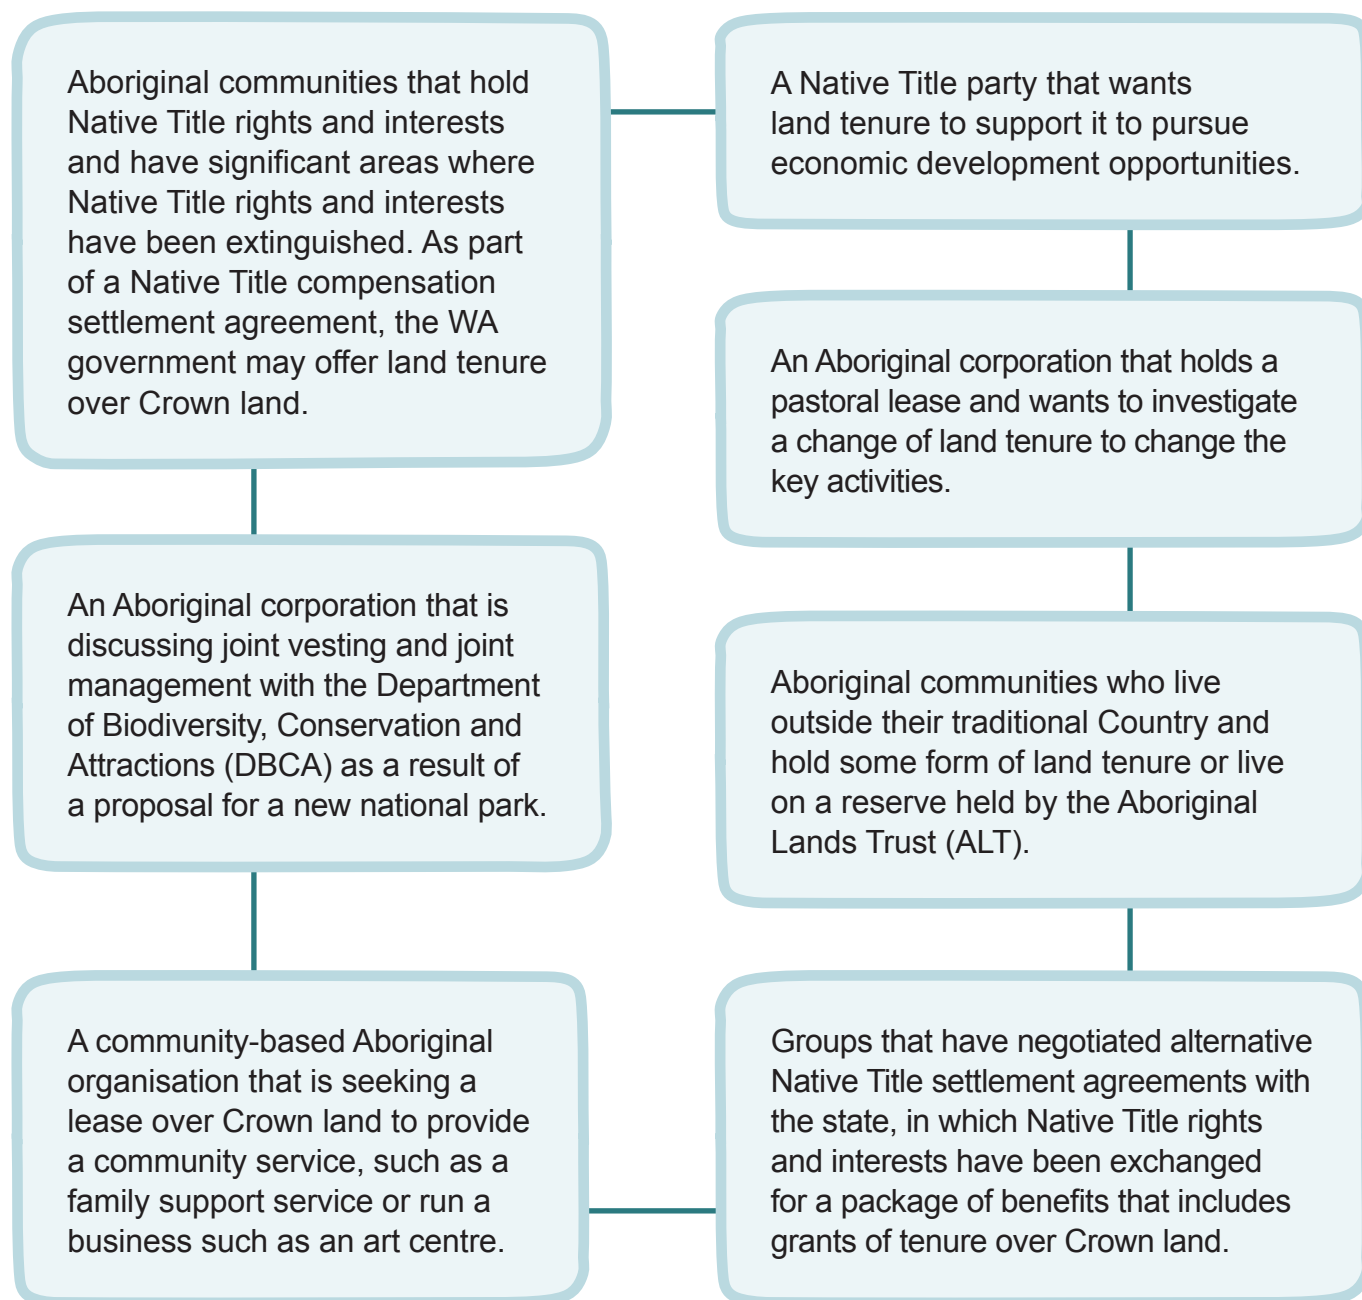 Aboriginal communities that hold
Native Title rights and interests
and have significant areas where
Native Title rights and interests
have been extinguished. As part
of a Native Title compensation
settlement agreement, the WA
government may offer land tenure
over Crown land.
A Native Title party that wants
land tenure to support it to pursue
economic development opportunities.
An Aboriginal corporation that holds a
pastoral lease and wants to investigate
a change of land tenure to change the
key activities.
An Aboriginal corporation that is
discussing joint vesting and joint
management with the Department
of Biodiversity, Conservation and
Attractions (DBCA) as a result of
a proposal for a new national park.
Aboriginal communities who live
outside their traditional Country and
hold some form of land tenure or live
on a reserve held by the Aboriginal
Lands Trust (ALT).
A community-based Aboriginal
organisation that is seeking a
lease over Crown land to provide
a community service, such as a
family support service or run a
business such as an art centre.
Groups that have negotiated alternative
Native Title settlement agreements with
the state, in which Native Title rights
and interests have been exchanged
for a package of benefits that includes
grants of tenure over Crown land.